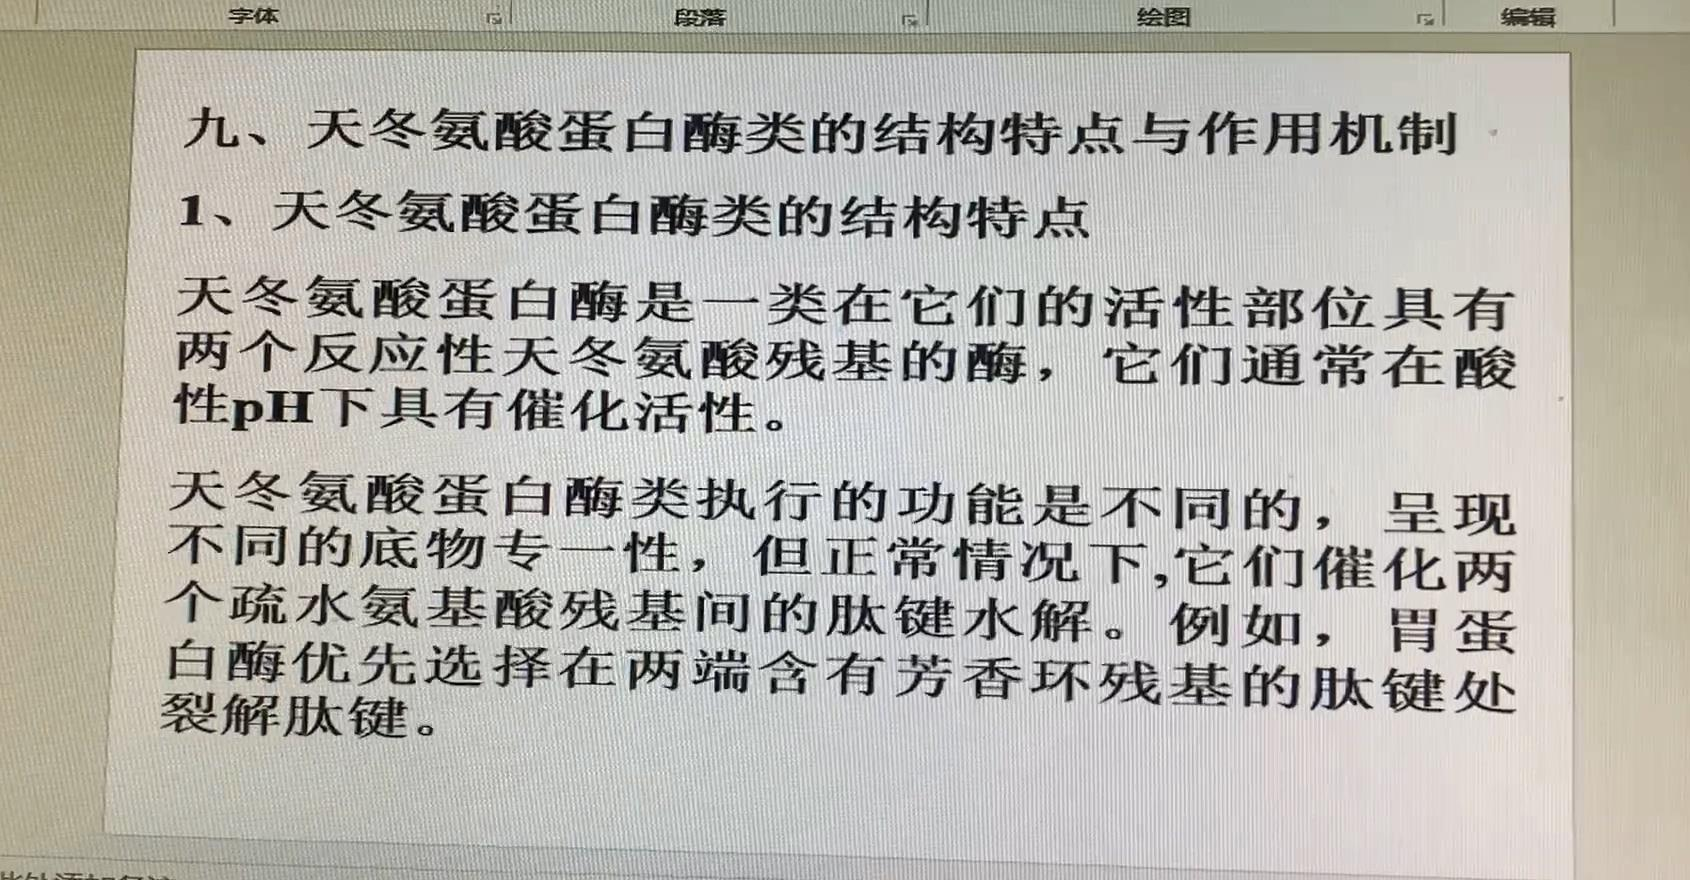 字体 段落 绘图 编辑
九、天冬氨酸蛋白酶类的结构特点与作用机制
1、天冬氨酸蛋白酶类的结构特点
天冬氨酸蛋白酶是一类在它们的活性部位具有
两个反应性天冬氨酸残基的酶，它们通常在酸
性pH下具有催化活性。
天冬氨酸蛋白酶类执行的功能是不同的，呈现
不同的底物专一性，但正常情况下,它们催化两
个疏水氨基酸残基间的肽键水解。例如，胃蛋
白酶优先选择在两端含有芳香环残基的肽键处
裂解肽键。